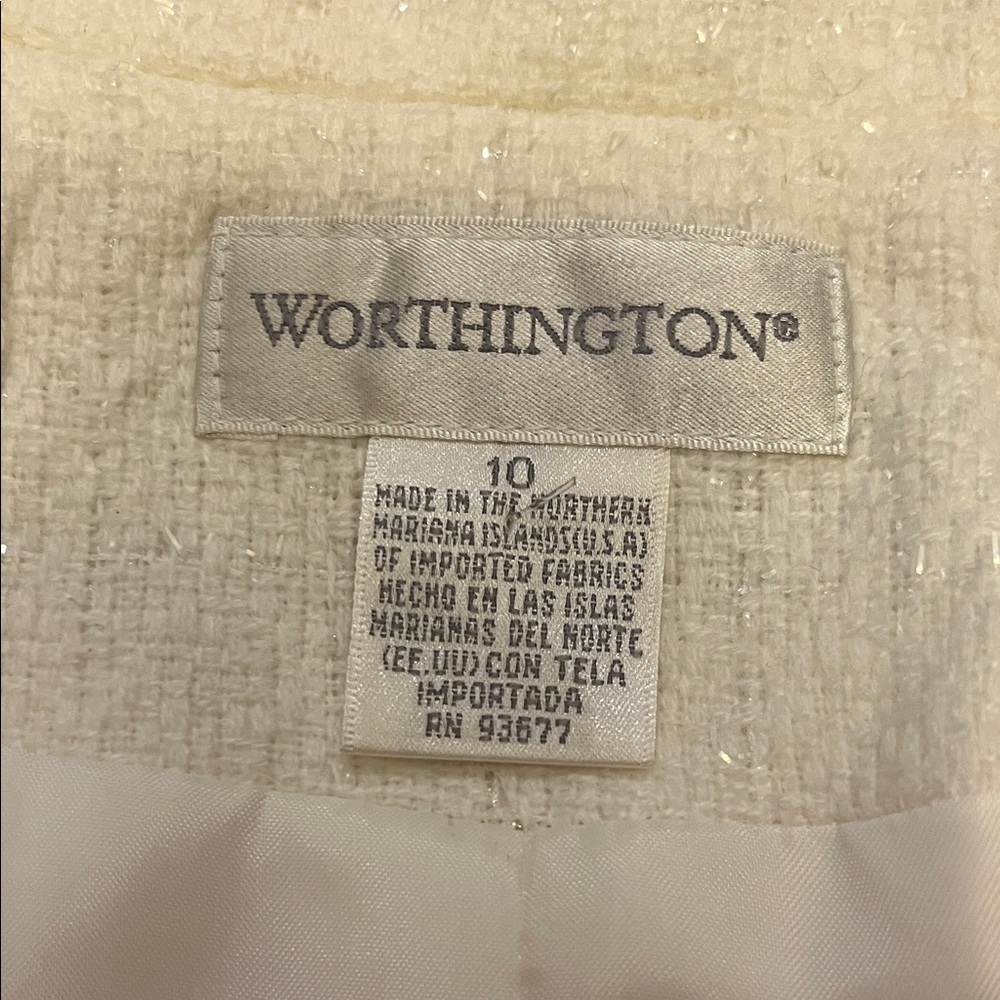 WORTHINGTON®
10
MADE IN THE NORTHERN
MARIANA ISLANDS(U.S.A)
OF IMPORTED FABRICS
HECHO EN LAS ISLAS
MARIANAS DEL NORTE
(EE.UU)CON TELA
IMPORTADA
RN 93677